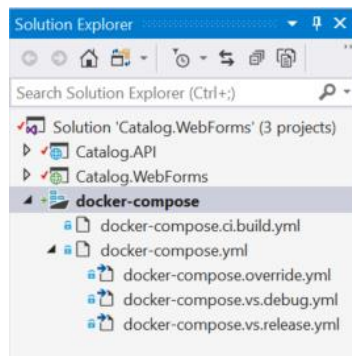 Solution Explorer
Search Solution Explorer (Ctrl+;)
Solution 'Catalog.WebForms' (3 projects)
Catalog.API
Catalog.WebForms
docker-compose
docker-compose.ci.build.yml
docker-compose.yml
docker-compose.override.yml
docker-compose.vs.debug.yml
docker-compose.vs.release.yml